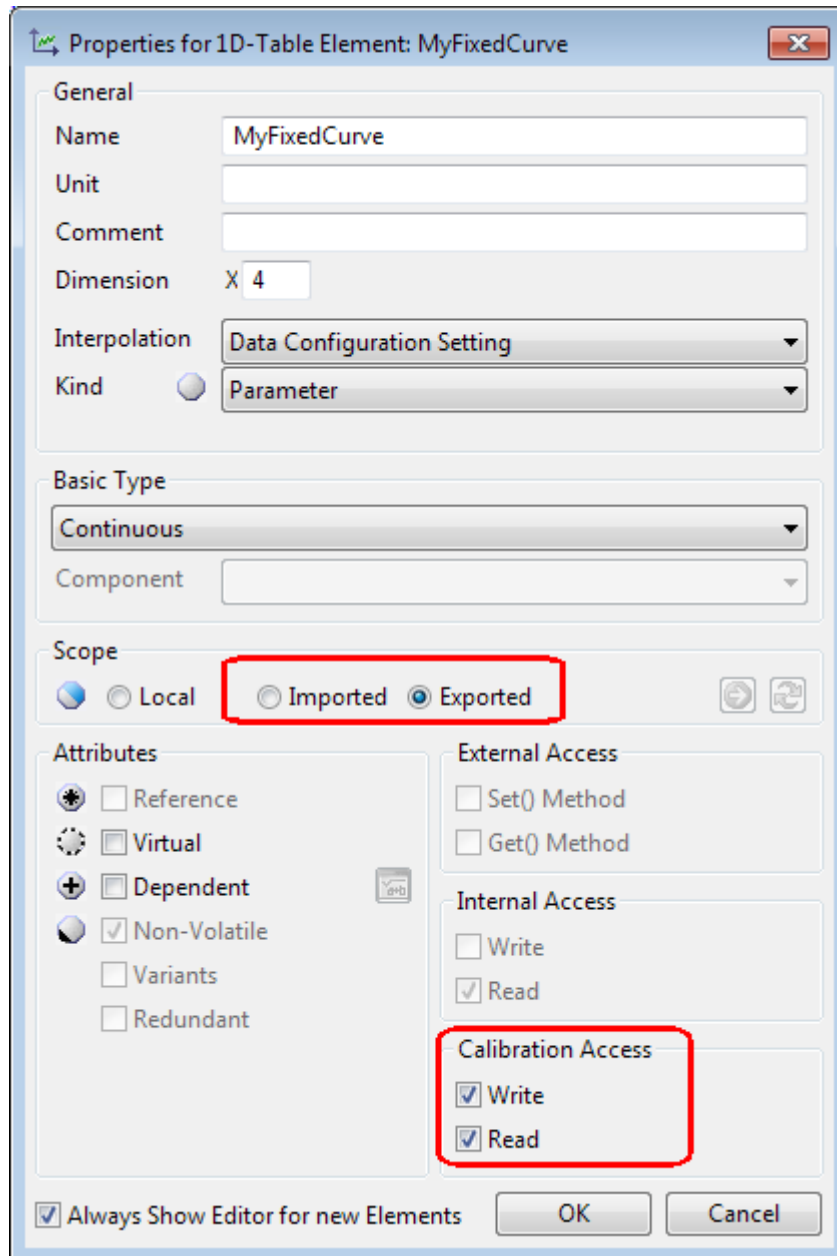 Properties for 1D-Table Element: MyFixedCurve
General
Name MyFixedCurve
Unit
Comment
Dimension X 4
Interpolation Data Configuration Setting
Kind Parameter
Basic Type
Continuous
Component
Scope
Local Imported Exported
Attributes
Reference
Virtual
Dependent
Non-Volatile
Variants
Redundant
External Access
Set() Method
Get() Method
Internal Access
Write
Read
Calibration Access
Write
Read
Always Show Editor for new Elements OK Cancel